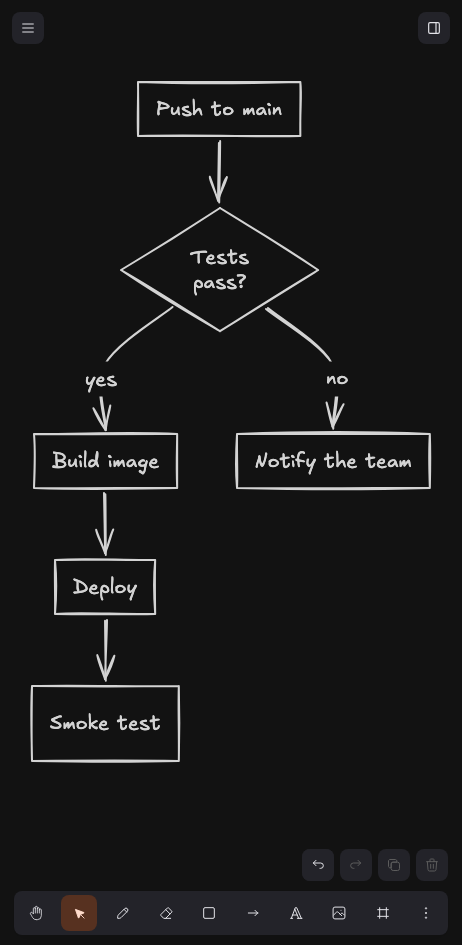 Push to main
Tests
pass?
yes
no
Build image
Notify the team
Deploy
Smoke test